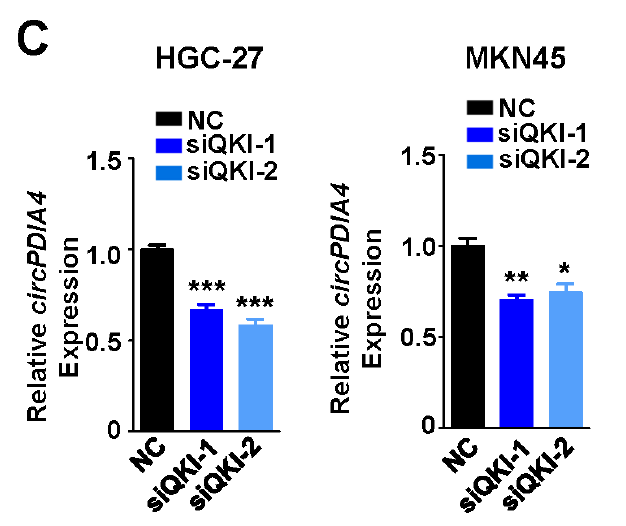 C
HGC-27
NC
siQKI-1
siQKI-2
Relative circPDIA4
Expression
1.5
1.0
0.5
0
***
***
NC
siQKI-1
siQKI-2
MKN45
NC
siQKI-1
siQKI-2
Relative circPDIA4
Expression
1.5
1.0
0.5
0
**
*
NC
siQKI-1
siQKI-2